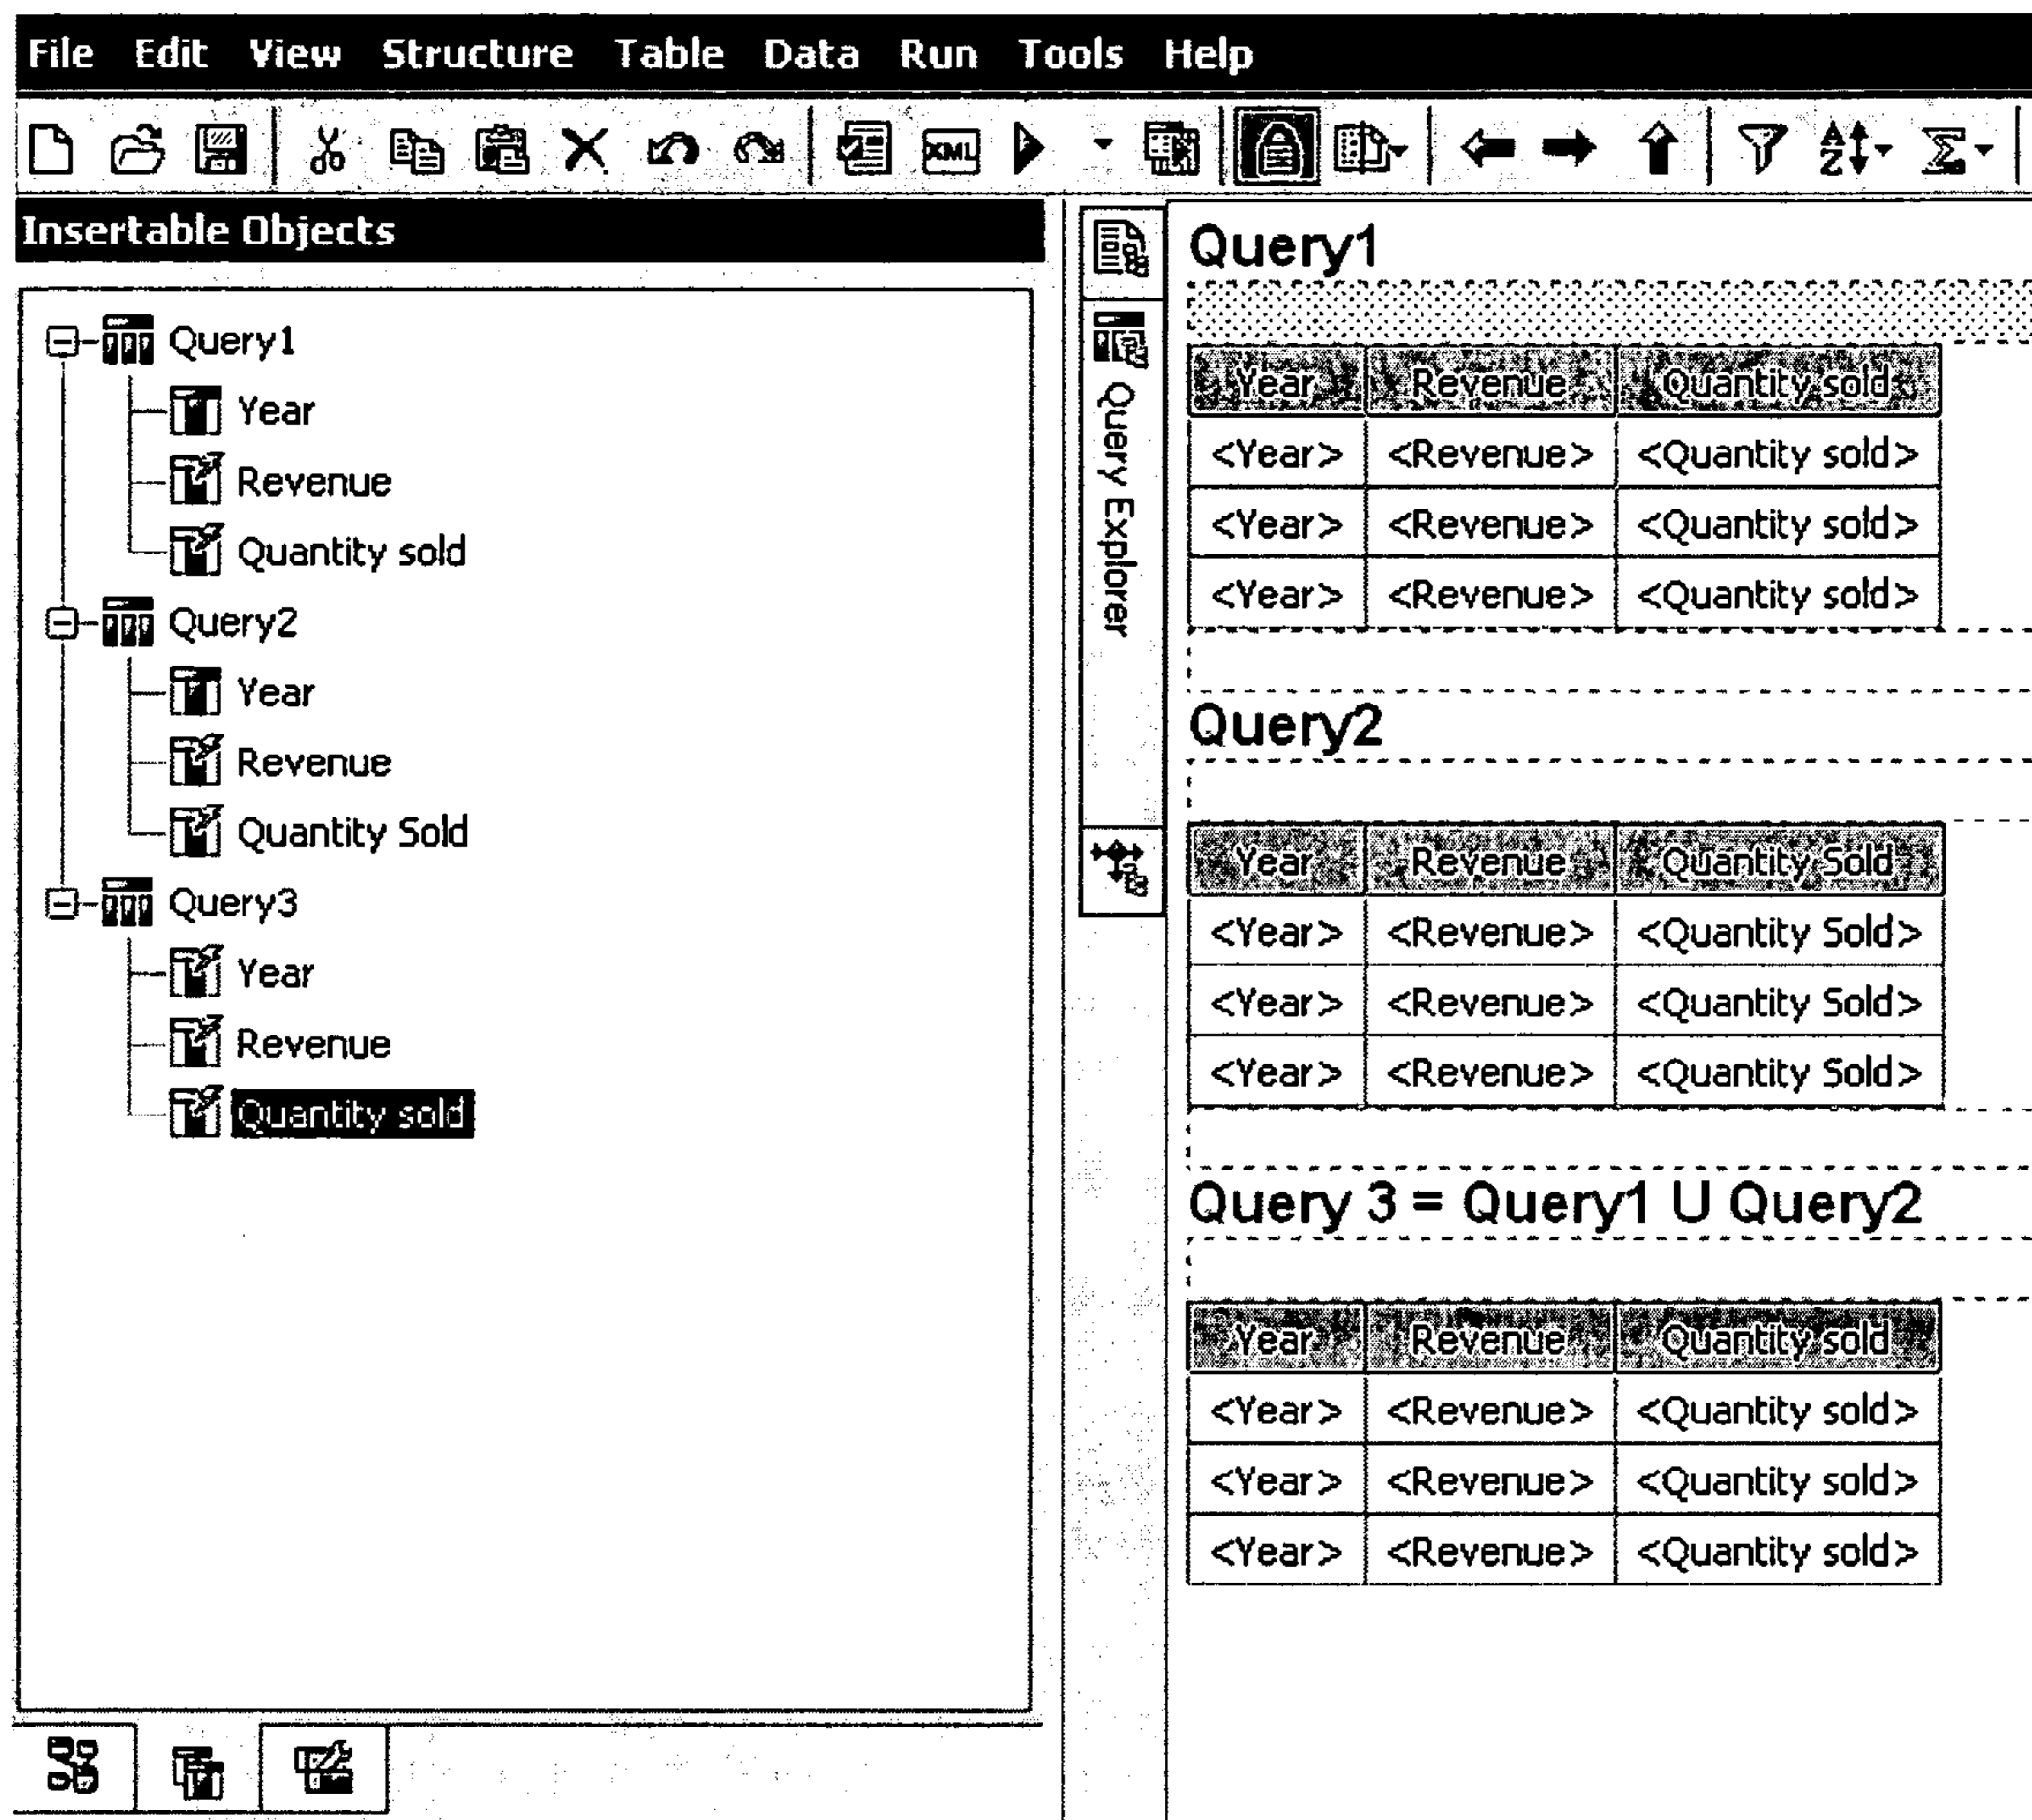 File Edit View Structure Table Data Run Tools Help
XML
A
Z
Insertable Objects
Query1
Year
Revenue
Quantity sold
Query2
Year
Revenue
Quantity Sold
Query3
Year
Revenue
Quantity sold
Query Explorer
Query1
Year Revenue Quantity sold
<Year> <Revenue> <Quantity sold>
<Year> <Revenue> <Quantity sold>
<Year> <Revenue> <Quantity sold>
Query2
Year Revenue Quantity Sold
<Year> <Revenue> <Quantity Sold>
<Year> <Revenue> <Quantity Sold>
<Year> <Revenue> <Quantity Sold>
Query 3 = Query1 U Query2
Year Revenue Quantity sold
<Year> <Revenue> <Quantity sold>
<Year> <Revenue> <Quantity sold>
<Year> <Revenue> <Quantity sold>